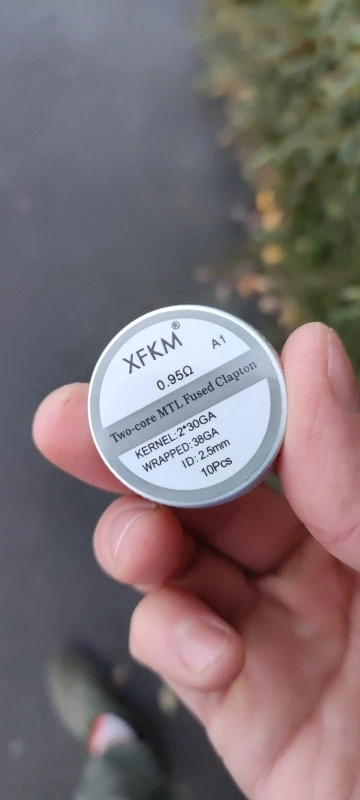 XFKM®
0.95Ω A1
Two-core MTL Fused Clapton
KERNEL:2*30GA
WRAPPED:38GA
ID: 2.5mm
10Pcs